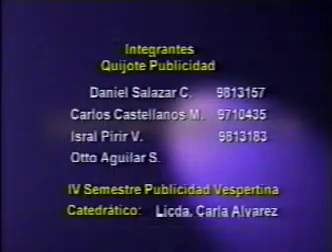 Integrantes
Quijote Publicidad
Daniel Salazar C. 9813157
Carlos Castellanos M. 9710435
Isral Pirir V. 9813183
Otto Aguilar S.
IV Semestre Publicidad Vespertina
Catedrático: Licda. Carla Alvarez